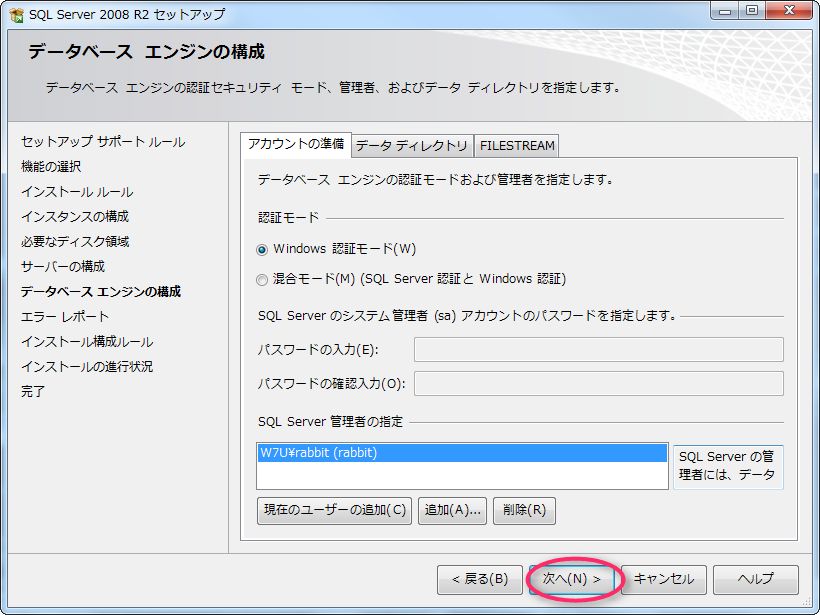 SQL Server 2008 R2 セットアップ
データベース エンジンの構成
データベース エンジンの認証セキュリティ モード、管理者、およびデータ ディレクトリを指定します。
セットアップ サポート ルール
機能の選択
インストール ルール
インスタンスの構成
必要なディスク領域
サーバーの構成
データベース エンジンの構成
エラー レポート
インストール構成ルール
インストールの進行状況
完了
アカウントの準備 データ ディレクトリ FILESTREAM
データベース エンジンの認証モードおよび管理者を指定します。
認証モード
Windows 認証モード(W)
混合モード(M) (SQL Server 認証と Windows 認証)
SQL Server のシステム管理者 (sa) アカウントのパスワードを指定します。
パスワードの入力(E):
パスワードの確認入力(O):
SQL Server 管理者の指定
W7U¥rabbit (rabbit)
SQL Server の管
理者には、データ
現在のユーザーの追加(C) 追加(A)... 削除(R)
< 戻る(B) 次へ(N) > キャンセル ヘルプ